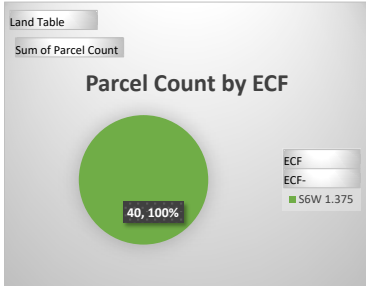 Land Table
Sum of Parcel Count
Parcel Count by ECF
40, 100%
ECF
ECF-
S6W 1.375